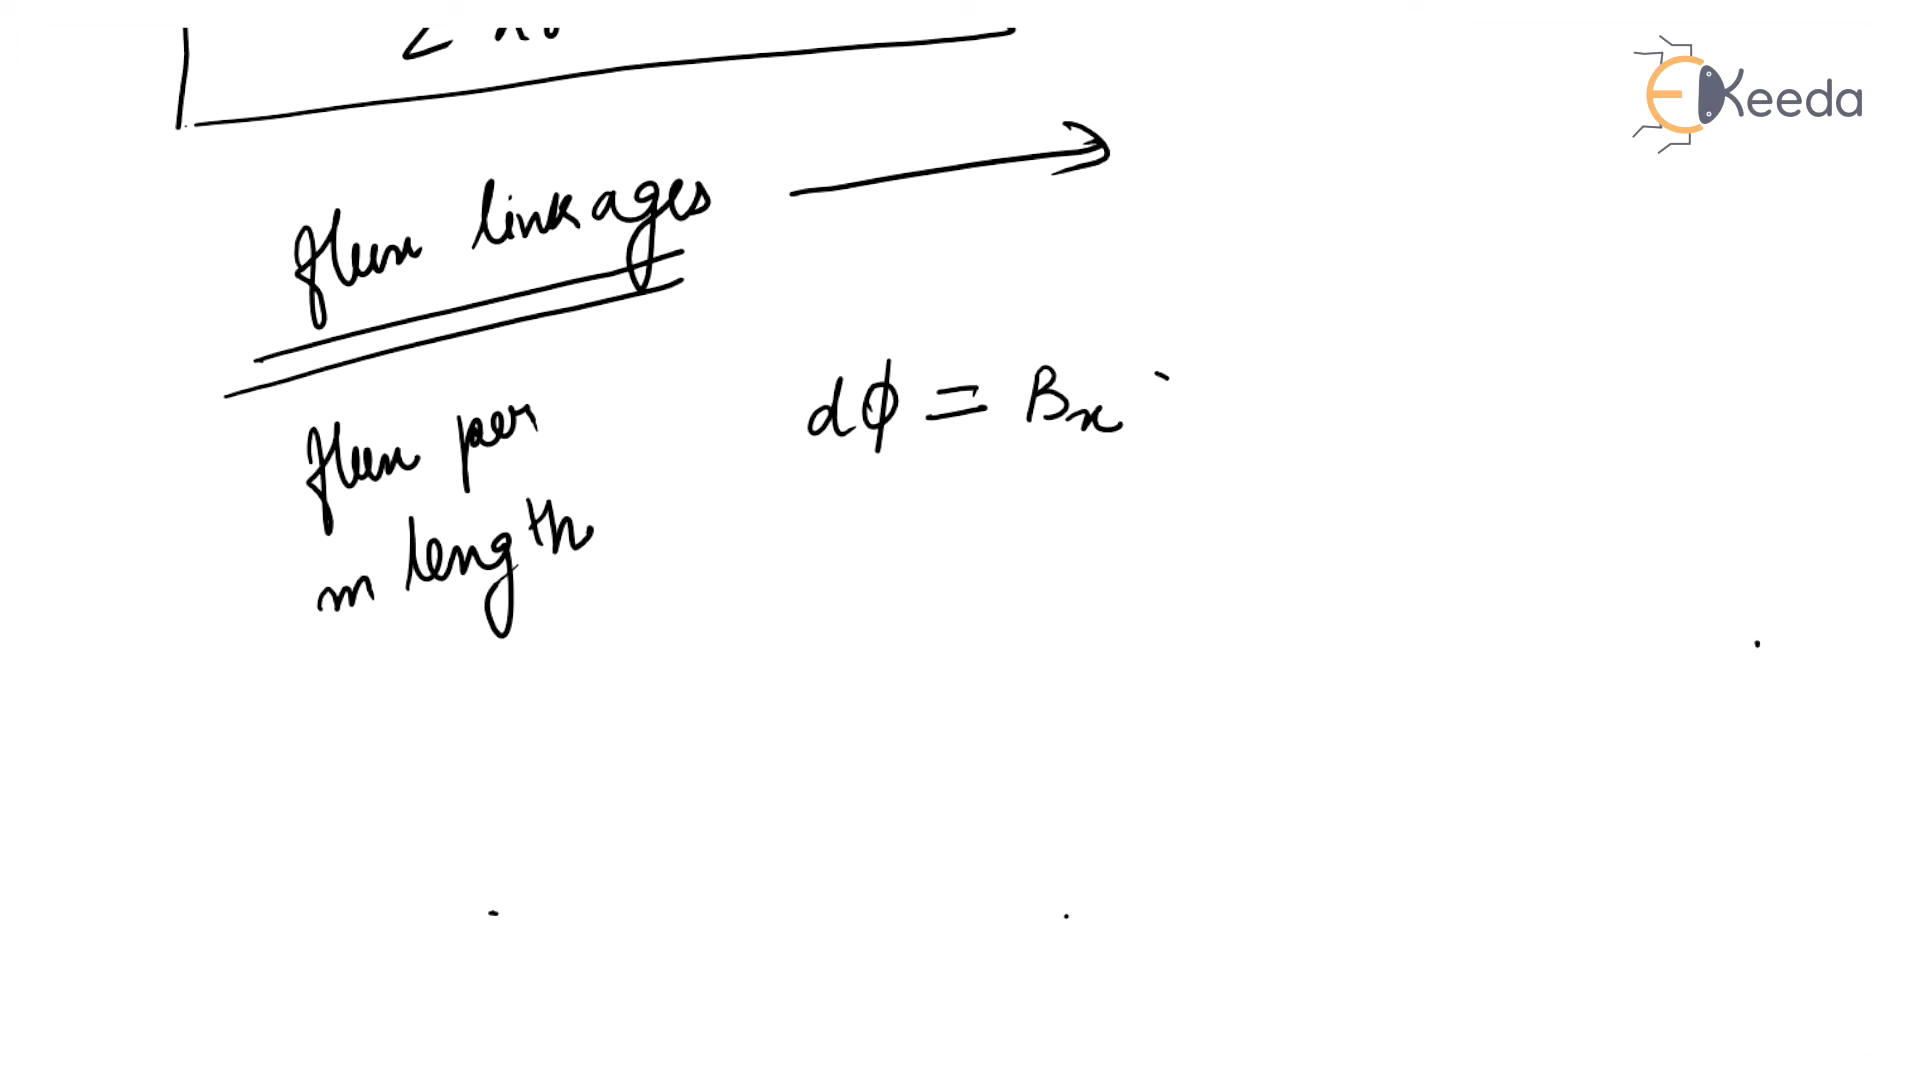 EKeeda
flux linkages
dϕ = Bx
flux per
m length